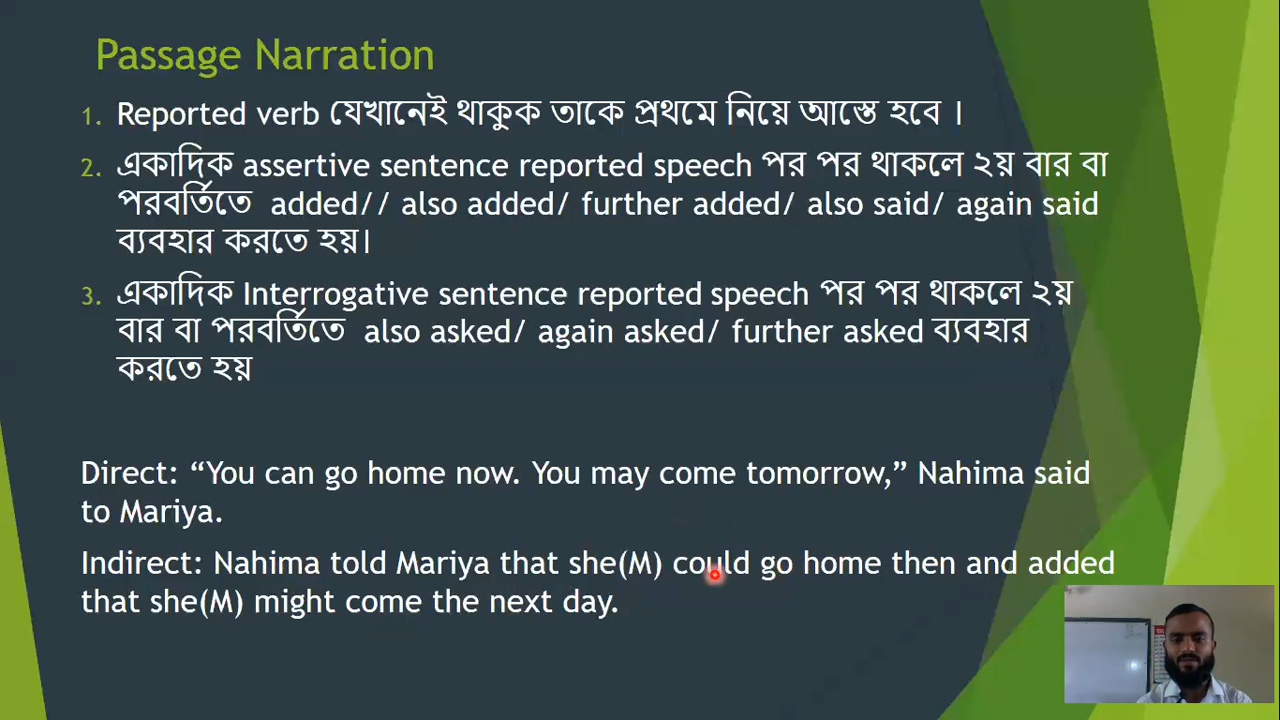 Passage Narration
1. Reported verb যেখানেই থাকুক তাকে প্রথমে নিয়ে আস্তে হবে ।
2. একাদিক assertive sentence reported speech পর পর থাকলে ২য় বার বা
পরবর্তিতে added// also added/ further added/ also said/ again said
ব্যবহার করতে হয়।
3. একাদিক Interrogative sentence reported speech পর পর থাকলে ২য়
বার বা পরবর্তিতে also asked/ again asked/ further asked ব্যবহার
করতে হয়
Direct: “You can go home now. You may come tomorrow,” Nahima said
to Mariya.
Indirect: Nahima told Mariya that she(M) could go home then and added
that she(M) might come the next day.